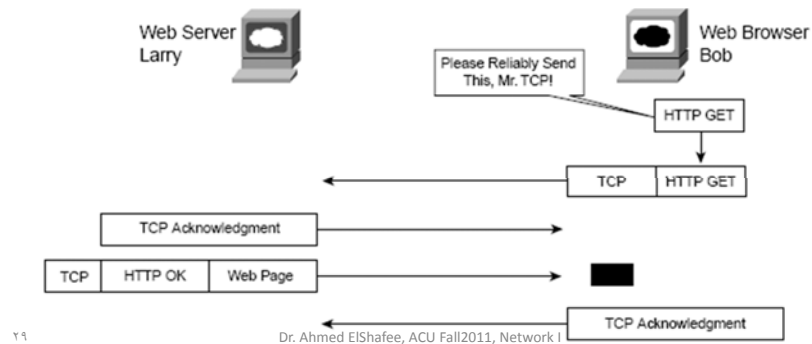 Web Server
Larry
Web Browser
Bob
Please Reliably Send
This, Mr. TCP!
HTTP GET
TCP HTTP GET
TCP Acknowledgment
TCP HTTP OK Web Page
TCP Acknowledgment
٢٩ Dr. Ahmed ElShafee, ACU Fall2011, Network I